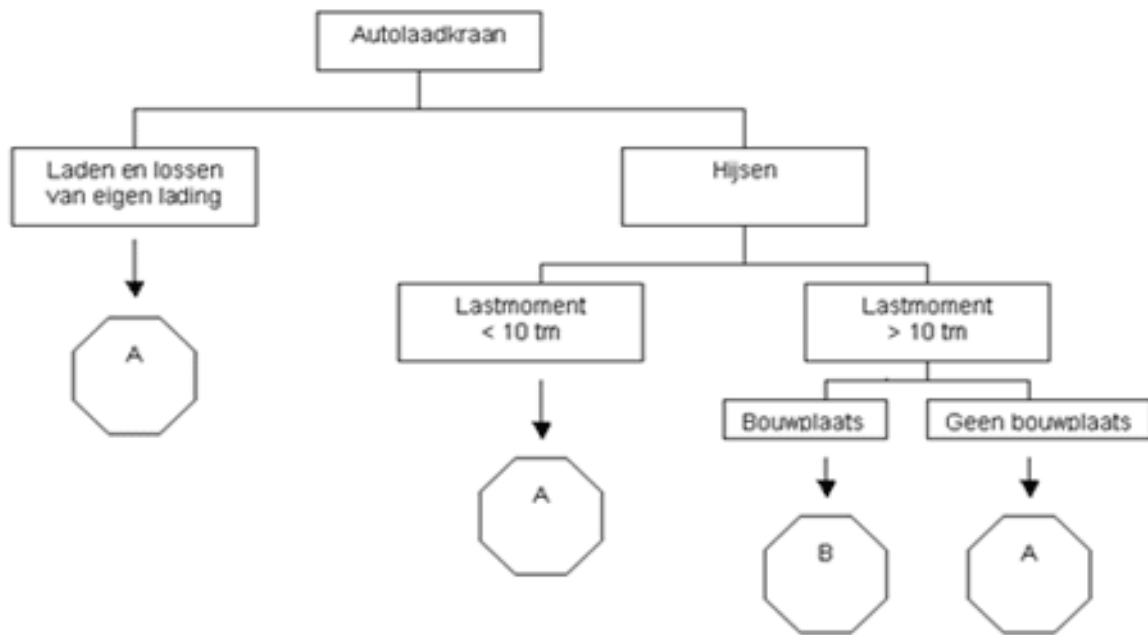 Autolaadkraan
Laden en lossen
van eigen lading
Hijsen
A
Lastmoment
< 10 tm
Lastmoment
> 10 tm
A
Bouwplaats
Geen bouwplaats
B
A